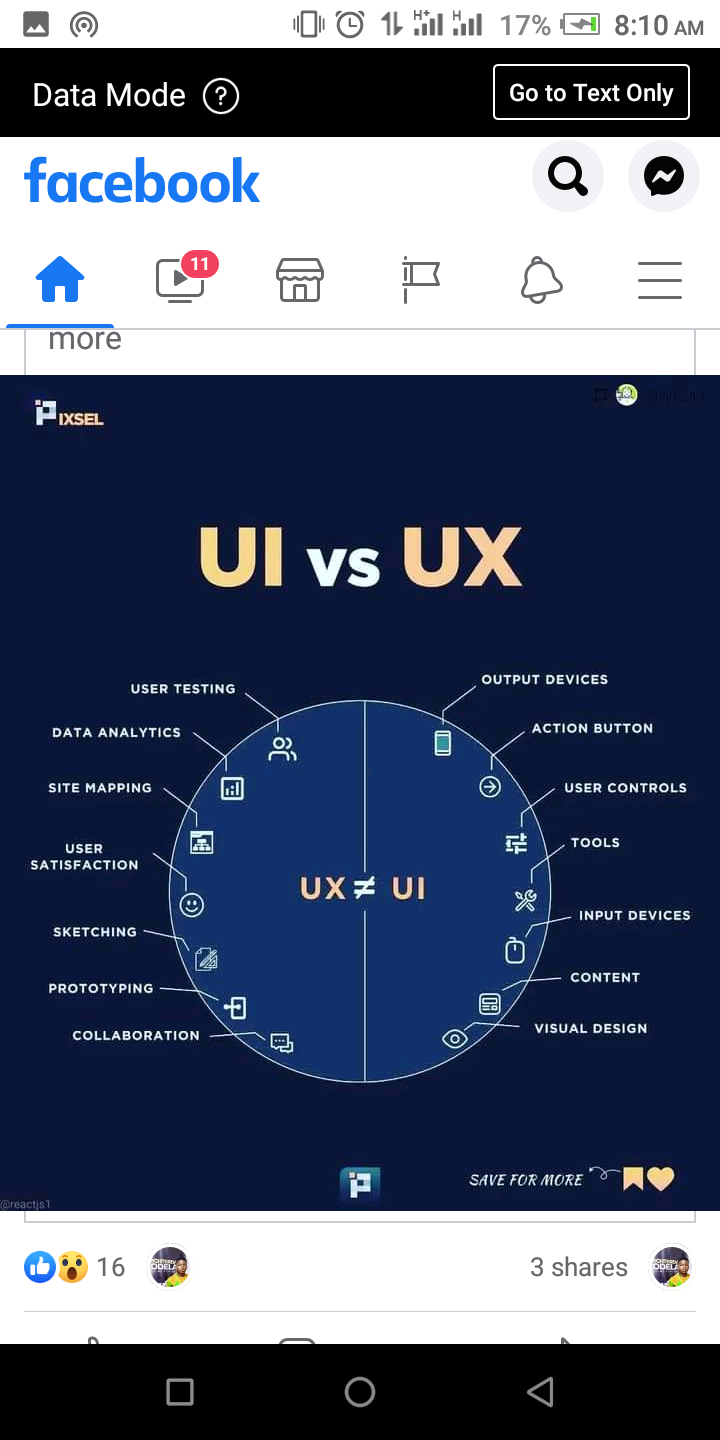 H+ H 17% 8:10 AM
Data Mode ? Go to Text Only
facebook
11
more
PIXSEL
UI vs UX
USER TESTING
DATA ANALYTICS
SITE MAPPING
USER
SATISFACTION
SKETCHING
PROTOTYPING
COLLABORATION
OUTPUT DEVICES
ACTION BUTTON
USER CONTROLS
TOOLS
INPUT DEVICES
CONTENT
VISUAL DESIGN
UX ≠ UI
SAVE FOR MORE
@reactjs1
16
3 shares